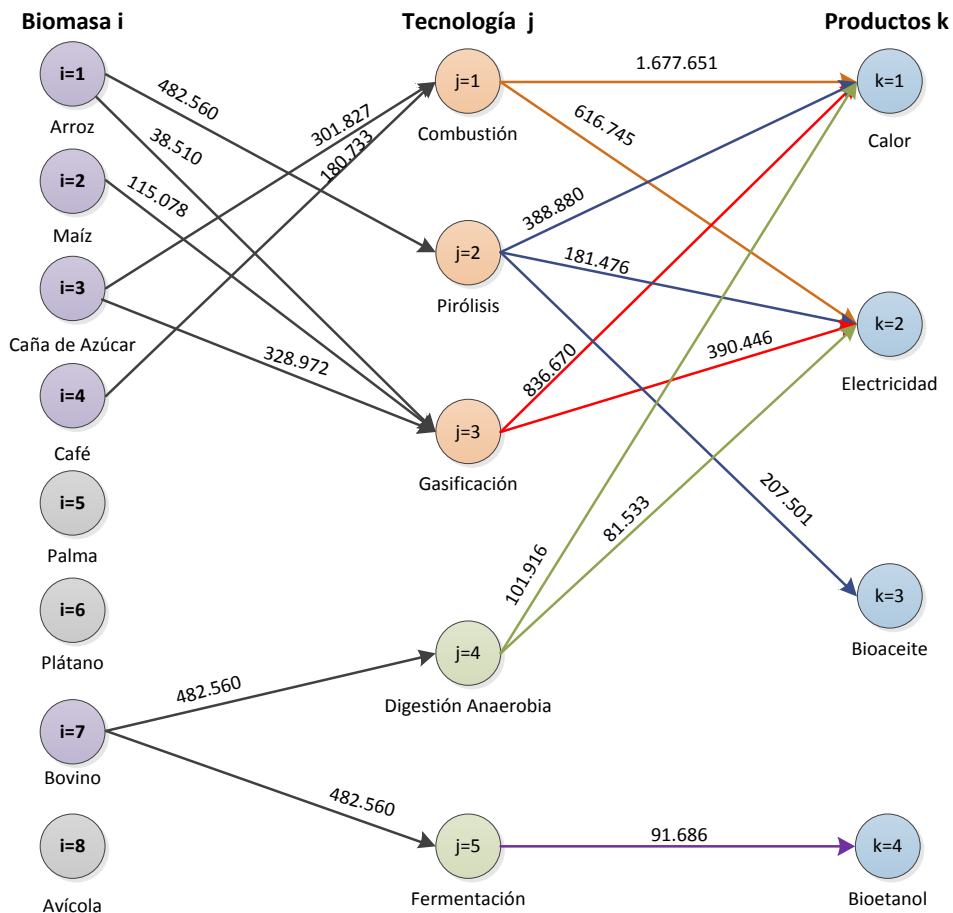 Biomasa i
Tecnología j
Productos k
i=1
Arroz
i=2
Maíz
i=3
Caña de Azúcar
i=4
Café
i=5
Palma
i=6
Plátano
i=7
Bovino
i=8
Avícola
482.560
38.510
115.078
301.827
180.733
328.972
482.560
482.560
j=1
Combustión
j=2
Pirólisis
j=3
Gasificación
j=4
Digestión Anaerobia
j=5
Fermentación
1.677.651
616.745
388.880
181.476
836.670
390.446
207.501
101.916
81.533
91.686
k=1
Calor
k=2
Electricidad
k=3
Bioaceite
k=4
Bioetanol